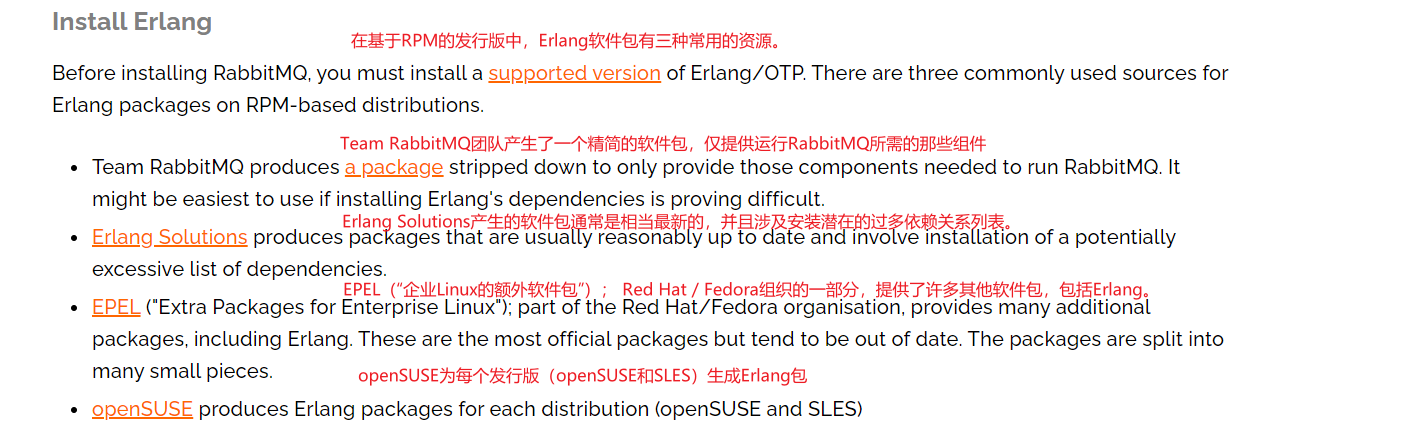 Install Erlang
在基于RPM的发行版中，Erlang软件包有三种常用的资源。
Before installing RabbitMQ, you must install a supported version of Erlang/OTP. There are three commonly used sources for
Erlang packages on RPM-based distributions.
Team RabbitMQ团队产生了一个精简的软件包，仅提供运行RabbitMQ所需的那些组件
• Team RabbitMQ produces a package stripped down to only provide those components needed to run RabbitMQ. It
might be easiest to use if installing Erlang's dependencies is proving difficult.
Erlang Solutions产生的软件包通常是相当最新的，并且涉及安装潜在的过多依赖关系列表。
• Erlang Solutions produces packages that are usually reasonably up to date and involve installation of a potentially
excessive list of dependencies.
EPEL（“企业Linux的额外软件包”）； Red Hat / Fedora组织的一部分，提供了许多其他软件包，包括Erlang。
• EPEL ("Extra Packages for Enterprise Linux"); part of the Red Hat/Fedora organisation, provides many additional
packages, including Erlang. These are the most official packages but tend to be out of date. The packages are split into
many small pieces.
openSUSE为每个发行版（openSUSE和SLES）生成Erlang包
• openSUSE produces Erlang packages for each distribution (openSUSE and SLES)